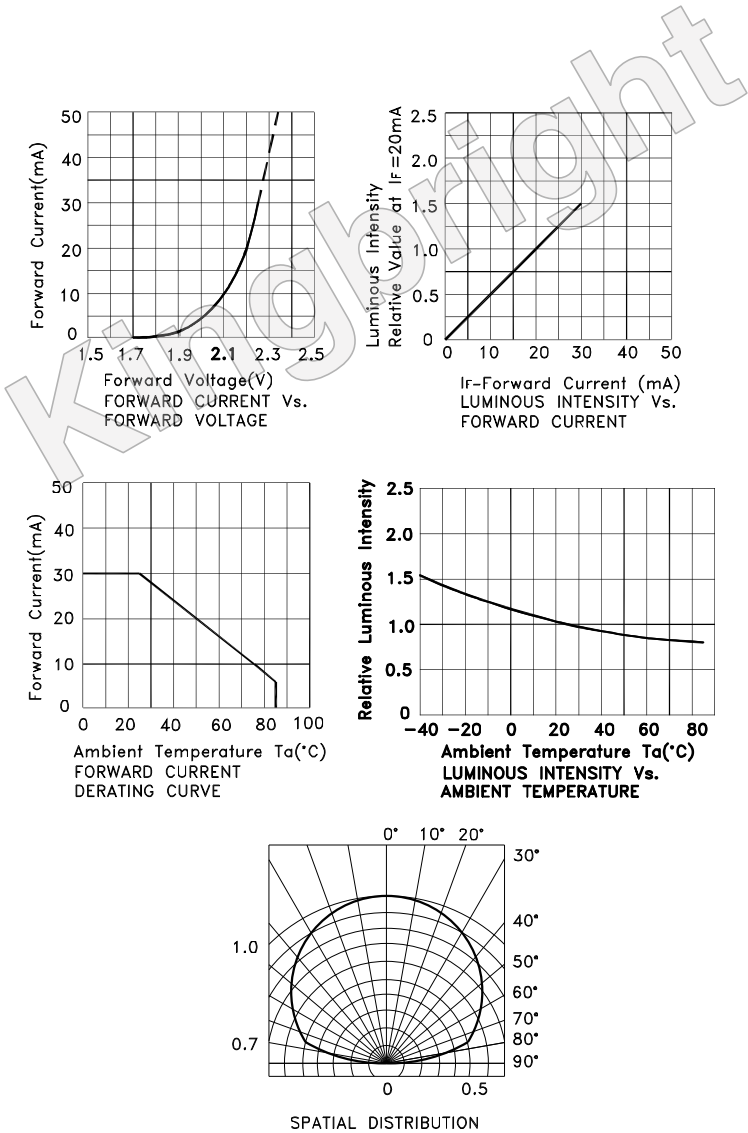 Kingbright
50
40
30
20
10
0
Forward Current(mA)
1.5 1.7 1.9 2.1 2.3 2.5
Forward Voltage(V)
FORWARD CURRENT Vs.
FORWARD VOLTAGE
2.5
2.0
1.5
1.0
0.5
0
Luminous Intensity
Relative Value at IF=20mA
0 10 20 30 40 50
IF-Forward Current (mA)
LUMINOUS INTENSITY Vs.
FORWARD CURRENT
50
40
30
20
10
0
Forward Current(mA)
0 20 40 60 80 100
Ambient Temperature Ta(°C)
FORWARD CURRENT
DERATING CURVE
2.5
2.0
1.5
1.0
0.5
0
Relative Luminous Intensity
-40 -20 0 20 40 60 80
Ambient Temperature Ta(°C)
LUMINOUS INTENSITY Vs.
AMBIENT TEMPERATURE
0° 10° 20°
30°
40°
50°
60°
70°
80°
90°
1.0
0.7
0 0.5
SPATIAL DISTRIBUTION